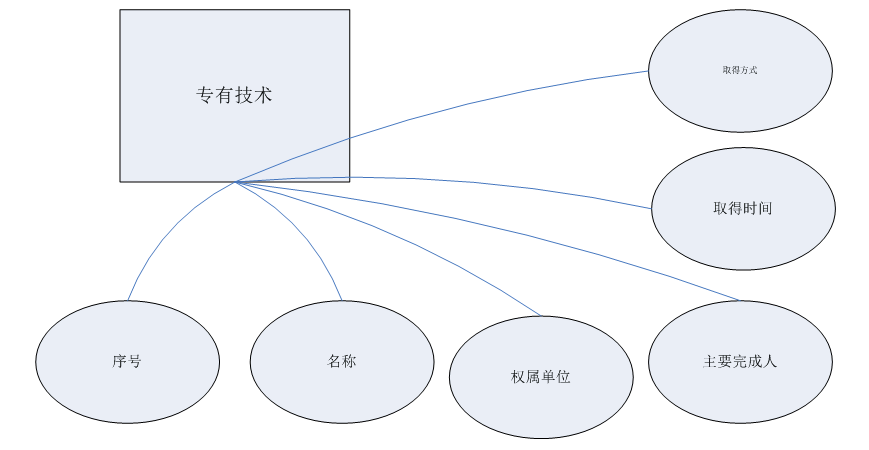 专有技术
取得方式
取得时间
序号
名称
权属单位
主要完成人